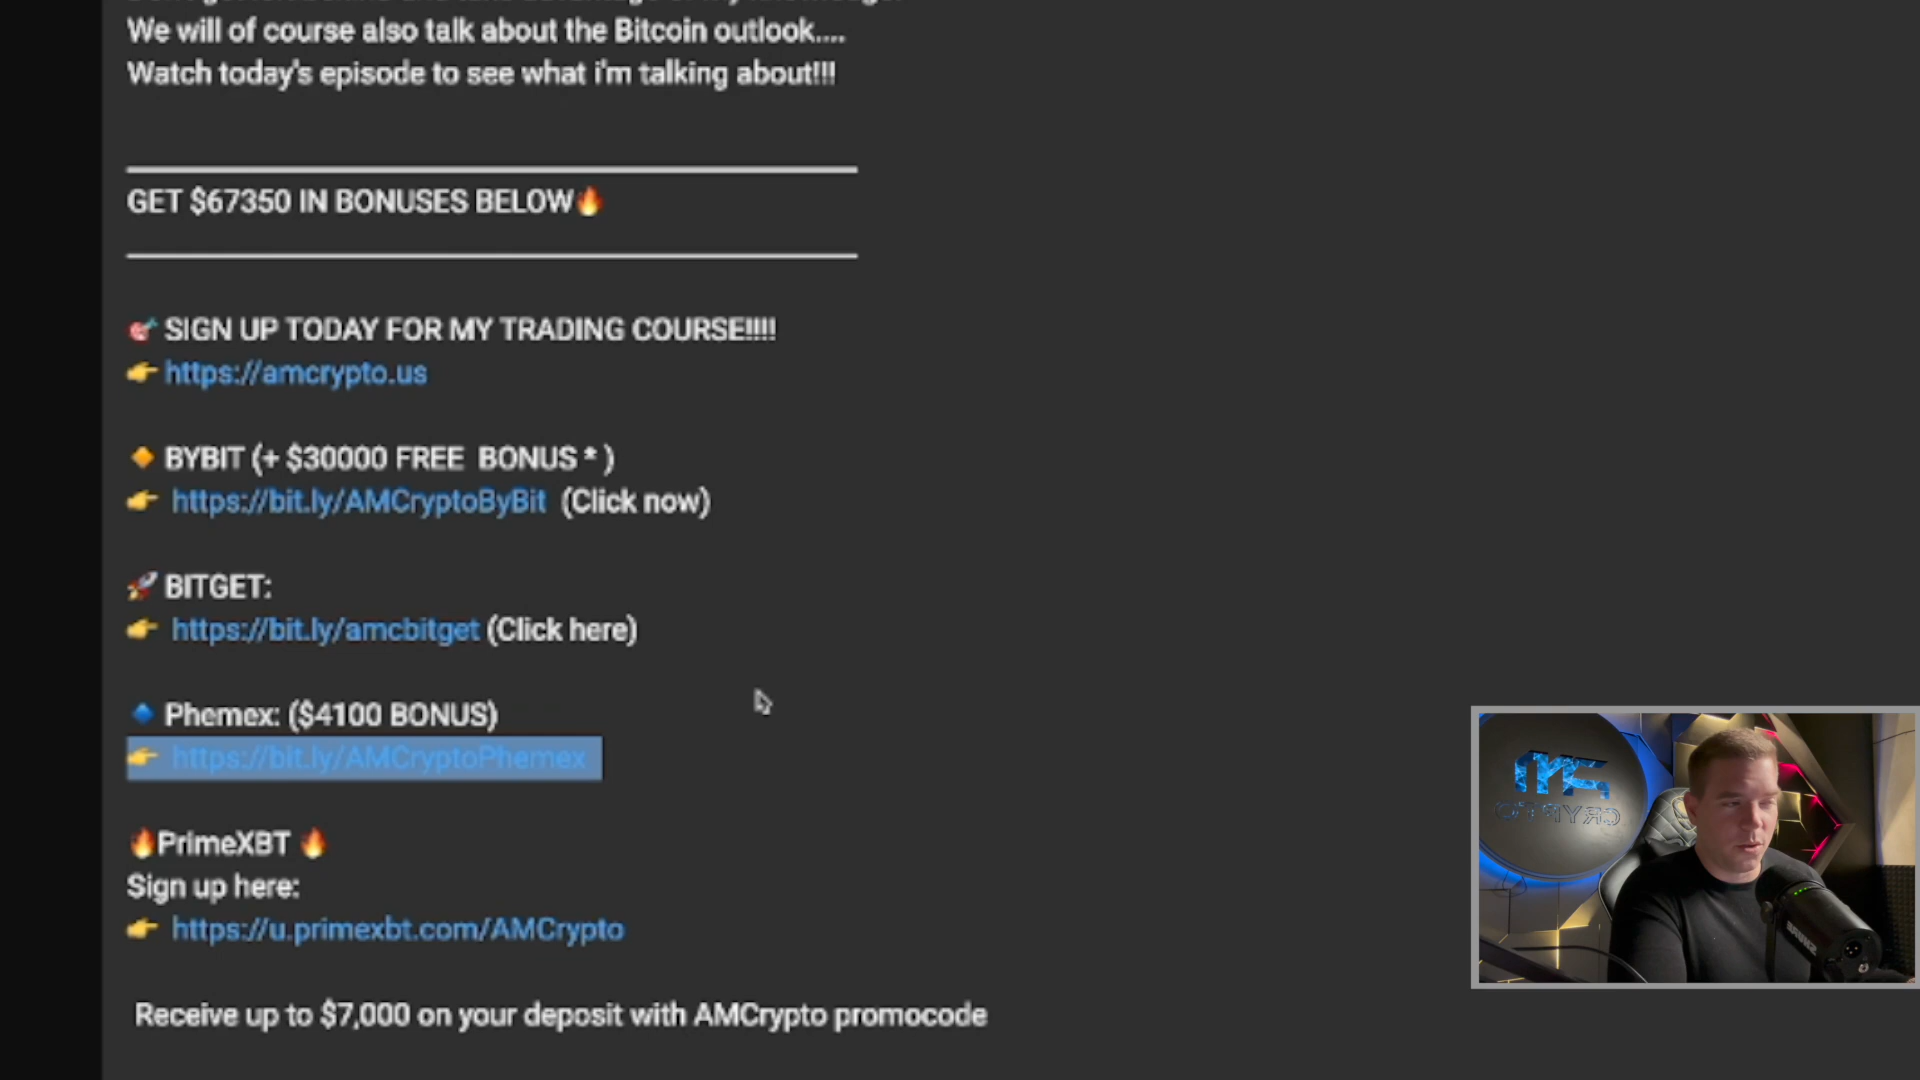 We will of course also talk about the Bitcoin outlook....
Watch today's episode to see what i'm talking about!!!
GET $67350 IN BONUSES BELOW🔥
🎯 SIGN UP TODAY FOR MY TRADING COURSE!!!!
👉 https://amcrypto.us
🔶 BYBIT (+ $30000 FREE  BONUS * )
👉 https://bit.ly/AMCryptoByBit  (Click now)
🚀 BITGET:
👉 https://bit.ly/amcbitget (Click here)
🔹 Phemex: ($4100 BONUS)
👉 https://bit.ly/AMCryptoPhemex
🔥PrimeXBT 🔥
Sign up here:
👉 https://u.primexbt.com/AMCrypto
Receive up to $7,000 on your deposit with AMCrypto promocode
CRYPTO
SHURE